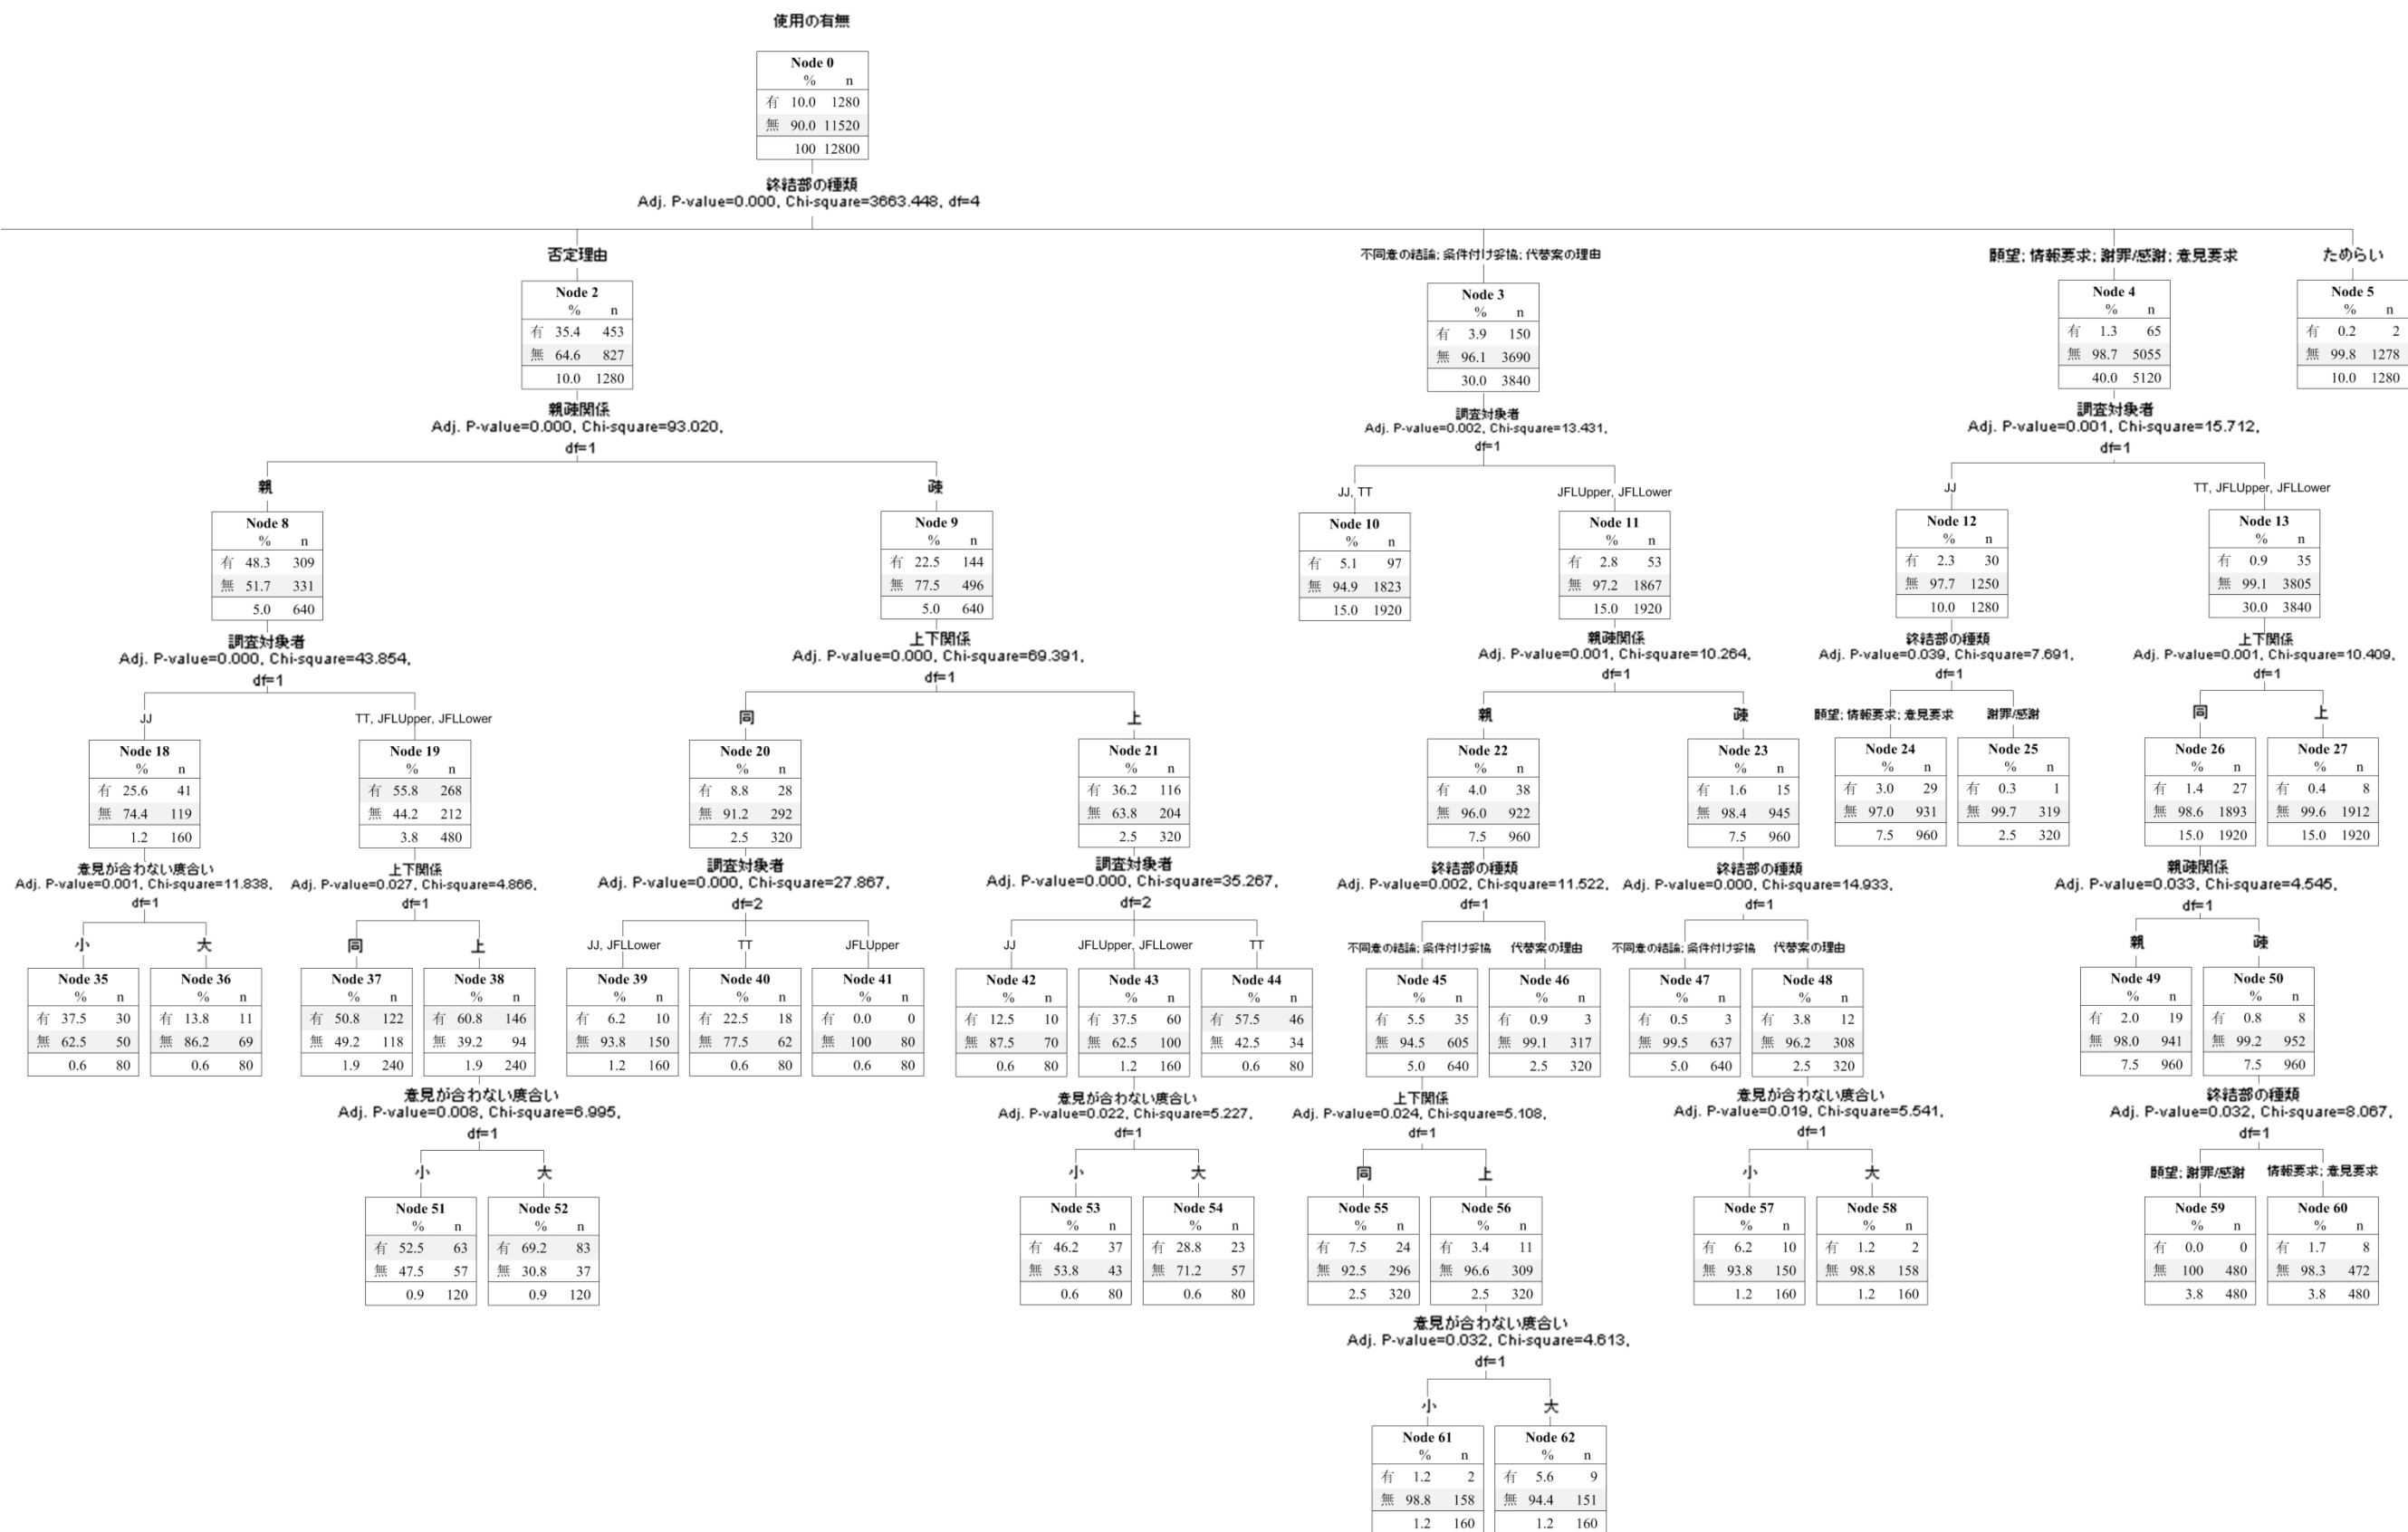 使用の有無
Node 0
% n
有 10.0 1280
無 90.0 11520
100 12800
終結部の種類
Adj. P-value=0.000, Chi-square=3663.448, df=4
否定理由
Node 2
% n
有 35.4 453
無 64.6 827
10.0 1280
親疎関係
Adj. P-value=0.000, Chi-square=93.020,
df=1
不同意の結論; 条件付け妥協; 代替案の理由
Node 3
% n
有 3.9 150
無 96.1 3690
30.0 3840
調査対象者
Adj. P-value=0.002, Chi-square=13.431,
df=1
願望; 情報要求; 謝罪/感謝; 意見要求
Node 4
% n
有 1.3 65
無 98.7 5055
40.0 5120
調査対象者
Adj. P-value=0.001, Chi-square=15.712,
df=1
ためらい
Node 5
% n
有 0.2 2
無 99.8 1278
10.0 1280
親
Node 8
% n
有 48.3 309
無 51.7 331
5.0 640
調査対象者
Adj. P-value=0.000, Chi-square=43.854,
df=1
疎
Node 9
% n
有 22.5 144
無 77.5 496
5.0 640
上下関係
Adj. P-value=0.000, Chi-square=69.391,
df=1
JJ, TT
Node 10
% n
有 5.1 97
無 94.9 1823
15.0 1920
JFLUpper, JFLLower
Node 11
% n
有 2.8 53
無 97.2 1867
15.0 1920
親疎関係
Adj. P-value=0.001, Chi-square=10.264,
df=1
JJ
Node 12
% n
有 2.3 30
無 97.7 1250
10.0 1280
終結部の種類
Adj. P-value=0.039, Chi-square=7.691,
df=1
TT, JFLUpper, JFLLower
Node 13
% n
有 0.9 35
無 99.1 3805
30.0 3840
上下関係
Adj. P-value=0.001, Chi-square=10.409,
df=1
JJ
Node 18
% n
有 25.6 41
無 74.4 119
1.2 160
意見が合わない度合い
Adj. P-value=0.001, Chi-square=11.838,
df=1
TT, JFLUpper, JFLLower
Node 19
% n
有 55.8 268
無 44.2 212
3.8 480
上下関係
Adj. P-value=0.027, Chi-square=4.866,
df=1
同
Node 20
% n
有 8.8 28
無 91.2 292
2.5 320
調査対象者
Adj. P-value=0.000, Chi-square=27.867,
df=2
上
Node 21
% n
有 36.2 116
無 63.8 204
2.5 320
調査対象者
Adj. P-value=0.000, Chi-square=35.267,
df=2
親
Node 22
% n
有 4.0 38
無 96.0 922
7.5 960
終結部の種類
Adj. P-value=0.002, Chi-square=11.522,
df=1
疎
Node 23
% n
有 1.6 15
無 98.4 945
7.5 960
終結部の種類
Adj. P-value=0.000, Chi-square=14.933,
df=1
願望; 情報要求; 意見要求
Node 24
% n
有 3.0 29
無 97.0 931
7.5 960
謝罪/感謝
Node 25
% n
有 0.3 1
無 99.7 319
2.5 320
同
Node 26
% n
有 1.4 27
無 98.6 1893
15.0 1920
親疎関係
Adj. P-value=0.033, Chi-square=4.545,
df=1
上
Node 27
% n
有 0.4 8
無 99.6 1912
15.0 1920
小
Node 35
% n
有 37.5 30
無 62.5 50
0.6 80
大
Node 36
% n
有 13.8 11
無 86.2 69
0.6 80
同
Node 37
% n
有 50.8 122
無 49.2 118
1.9 240
上
Node 38
% n
有 60.8 146
無 39.2 94
1.9 240
意見が合わない度合い
Adj. P-value=0.008, Chi-square=6.995,
df=1
JJ, JFLLower
Node 39
% n
有 6.2 10
無 93.8 150
1.2 160
TT
Node 40
% n
有 22.5 18
無 77.5 62
0.6 80
JFLUpper
Node 41
% n
有 0.0 0
無 100 80
0.6 80
JJ
Node 42
% n
有 12.5 10
無 87.5 70
0.6 80
JFLUpper, JFLLower
Node 43
% n
有 37.5 60
無 62.5 100
1.2 160
意見が合わない度合い
Adj. P-value=0.022, Chi-square=5.227,
df=1
TT
Node 44
% n
有 57.5 46
無 42.5 34
0.6 80
不同意の結論; 条件付け妥協
Node 45
% n
有 5.5 35
無 94.5 605
5.0 640
上下関係
Adj. P-value=0.024, Chi-square=5.108,
df=1
代替案の理由
Node 46
% n
有 0.9 3
無 99.1 317
2.5 320
不同意の結論; 条件付け妥協
Node 47
% n
有 0.5 3
無 99.5 637
5.0 640
代替案の理由
Node 48
% n
有 3.8 12
無 96.2 308
2.5 320
意見が合わない度合い
Adj. P-value=0.019, Chi-square=5.541,
df=1
親
Node 49
% n
有 2.0 19
無 98.0 941
7.5 960
疎
Node 50
% n
有 0.8 8
無 99.2 952
7.5 960
終結部の種類
Adj. P-value=0.032, Chi-square=8.067,
df=1
小
Node 51
% n
有 52.5 63
無 47.5 57
0.9 120
大
Node 52
% n
有 69.2 83
無 30.8 37
0.9 120
小
Node 53
% n
有 46.2 37
無 53.8 43
0.6 80
大
Node 54
% n
有 28.8 23
無 71.2 57
0.6 80
同
Node 55
% n
有 7.5 24
無 92.5 296
2.5 320
上
Node 56
% n
有 3.4 11
無 96.6 309
2.5 320
意見が合わない度合い
Adj. P-value=0.032, Chi-square=4.613,
df=1
小
Node 57
% n
有 6.2 10
無 93.8 150
1.2 160
大
Node 58
% n
有 1.2 2
無 98.8 158
1.2 160
願望; 謝罪/感謝
Node 59
% n
有 0.0 0
無 100 480
3.8 480
情報要求; 意見要求
Node 60
% n
有 1.7 8
無 98.3 472
3.8 480
小
Node 61
% n
有 1.2 2
無 98.8 158
1.2 160
大
Node 62
% n
有 5.6 9
無 94.4 151
1.2 160